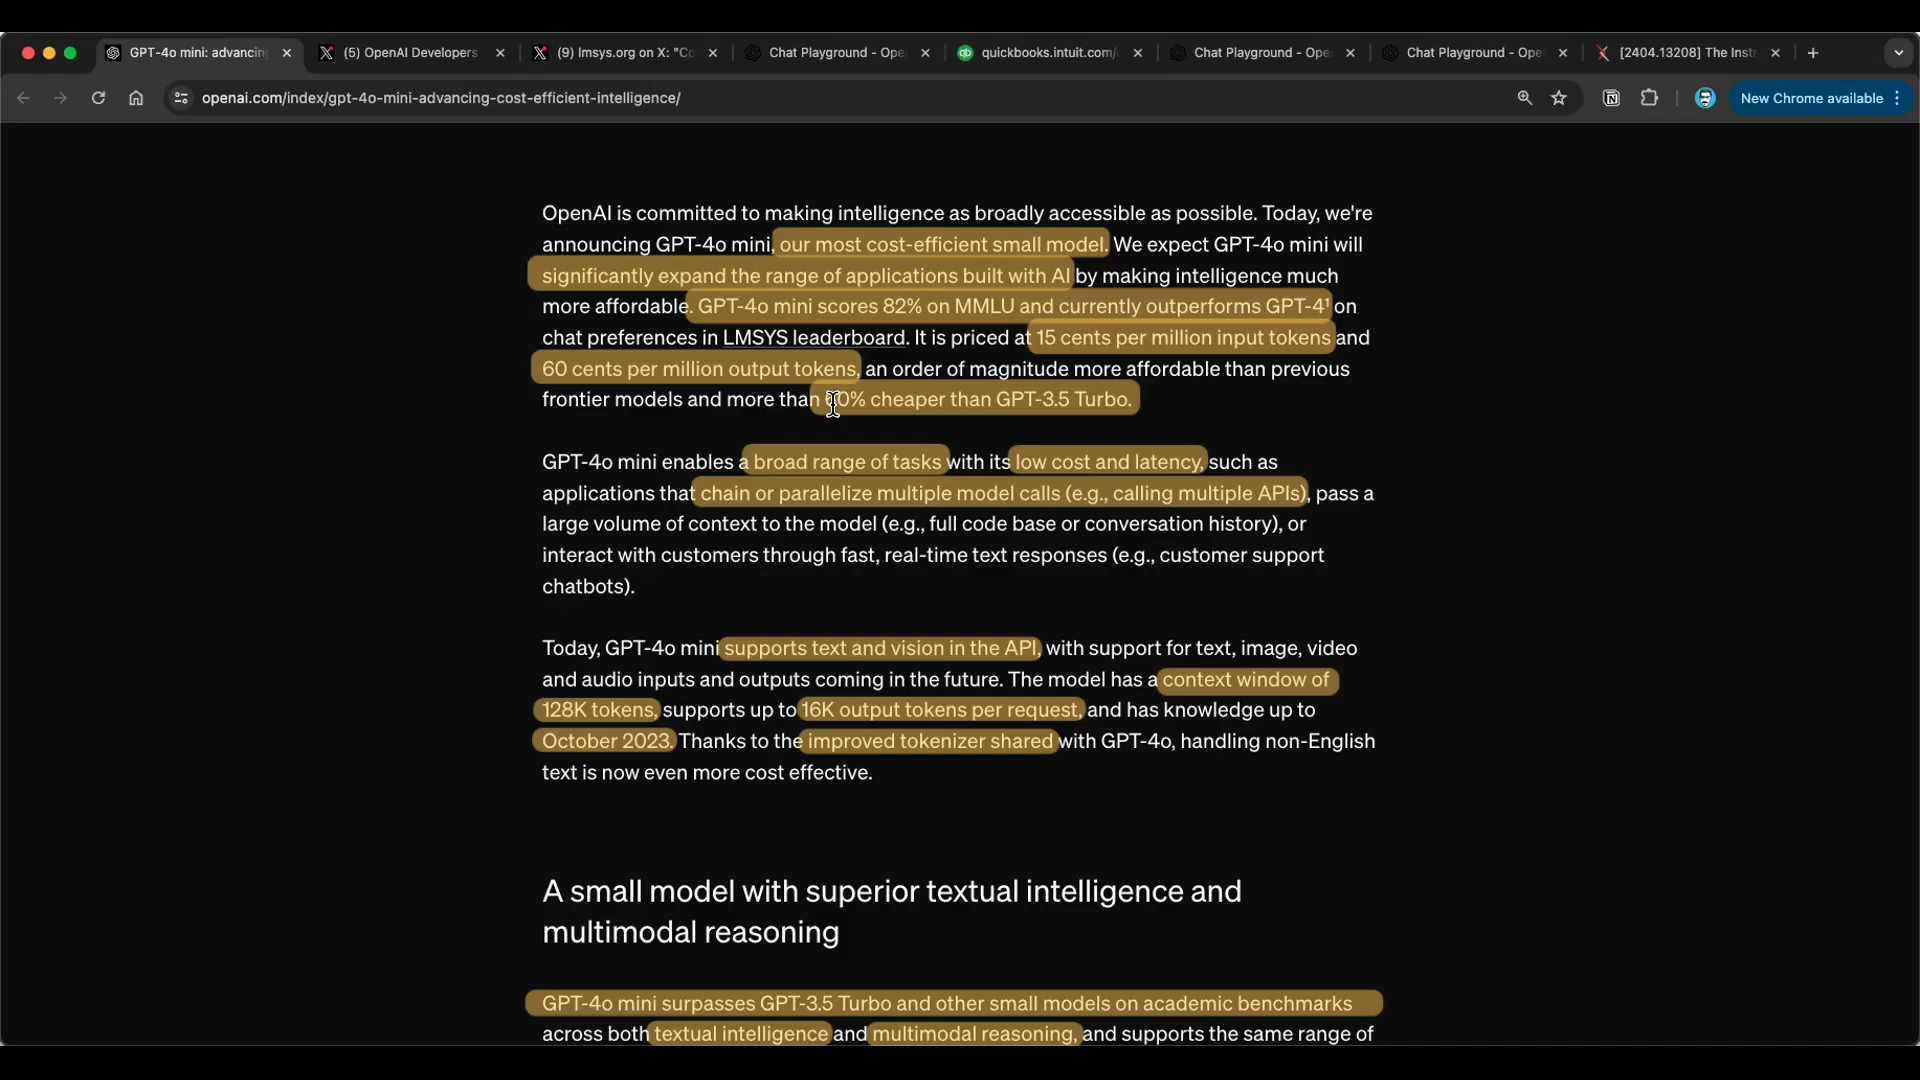 GPT-4o mini: advancing
(5) OpenAI Developers
(9) lmsys.org on X: "Co
Chat Playground - Ope
quickbooks.intuit.com/
Chat Playground - Ope
Chat Playground - Ope
[2404.13208] The Inst
openai.com/index/gpt-4o-mini-advancing-cost-efficient-intelligence/
New Chrome available
OpenAI is committed to making intelligence as broadly accessible as possible. Today, we're
announcing GPT-4o mini, our most cost-efficient small model. We expect GPT-4o mini will
significantly expand the range of applications built with AI by making intelligence much
more affordable. GPT-4o mini scores 82% on MMLU and currently outperforms GPT-4¹ on
chat preferences in LMSYS leaderboard. It is priced at 15 cents per million input tokens and
60 cents per million output tokens, an order of magnitude more affordable than previous
frontier models and more than 60% cheaper than GPT-3.5 Turbo.
GPT-4o mini enables a broad range of tasks with its low cost and latency, such as
applications that chain or parallelize multiple model calls (e.g., calling multiple APIs), pass a
large volume of context to the model (e.g., full code base or conversation history), or
interact with customers through fast, real-time text responses (e.g., customer support
chatbots).
Today, GPT-4o mini supports text and vision in the API, with support for text, image, video
and audio inputs and outputs coming in the future. The model has a context window of
128K tokens, supports up to 16K output tokens per request, and has knowledge up to
October 2023. Thanks to the improved tokenizer shared with GPT-4o, handling non-English
text is now even more cost effective.
A small model with superior textual intelligence and
multimodal reasoning
GPT-4o mini surpasses GPT-3.5 Turbo and other small models on academic benchmarks
across both textual intelligence and multimodal reasoning, and supports the same range of